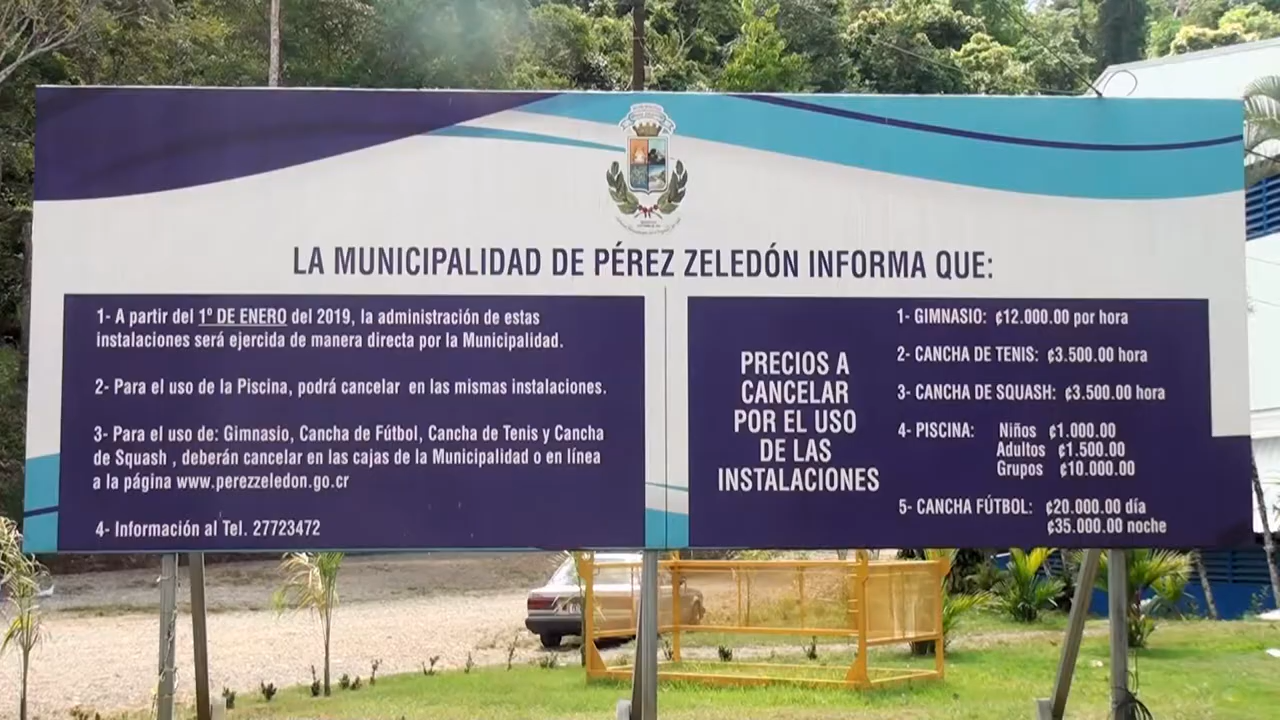 LA MUNICIPALIDAD DE PÉREZ ZELEDÓN INFORMA QUE:
1- A partir del 1º DE ENERO del 2019, la administración de estas
instalaciones será ejercida de manera directa por la Municipalidad.
2- Para el uso de la Piscina, podrá cancelar en las mismas instalaciones.
3- Para el uso de: Gimnasio, Cancha de Fútbol, Cancha de Tenis y Cancha
de Squash , deberán cancelar en las cajas de la Municipalidad o en línea
a la página www.perezzeledon.go.cr
4- Información al Tel. 27723472
PRECIOS A
CANCELAR
POR EL USO
DE LAS
INSTALACIONES
1- GIMNASIO: ¢12.000.00 por hora
2- CANCHA DE TENIS: ¢3.500.00 hora
3- CANCHA DE SQUASH: ¢3.500.00 hora
4- PISCINA: Niños ¢1.000.00
Adultos ¢1.500.00
Grupos ¢10.000.00
5- CANCHA FÚTBOL: ¢20.000.00 día
¢35.000.00 noche